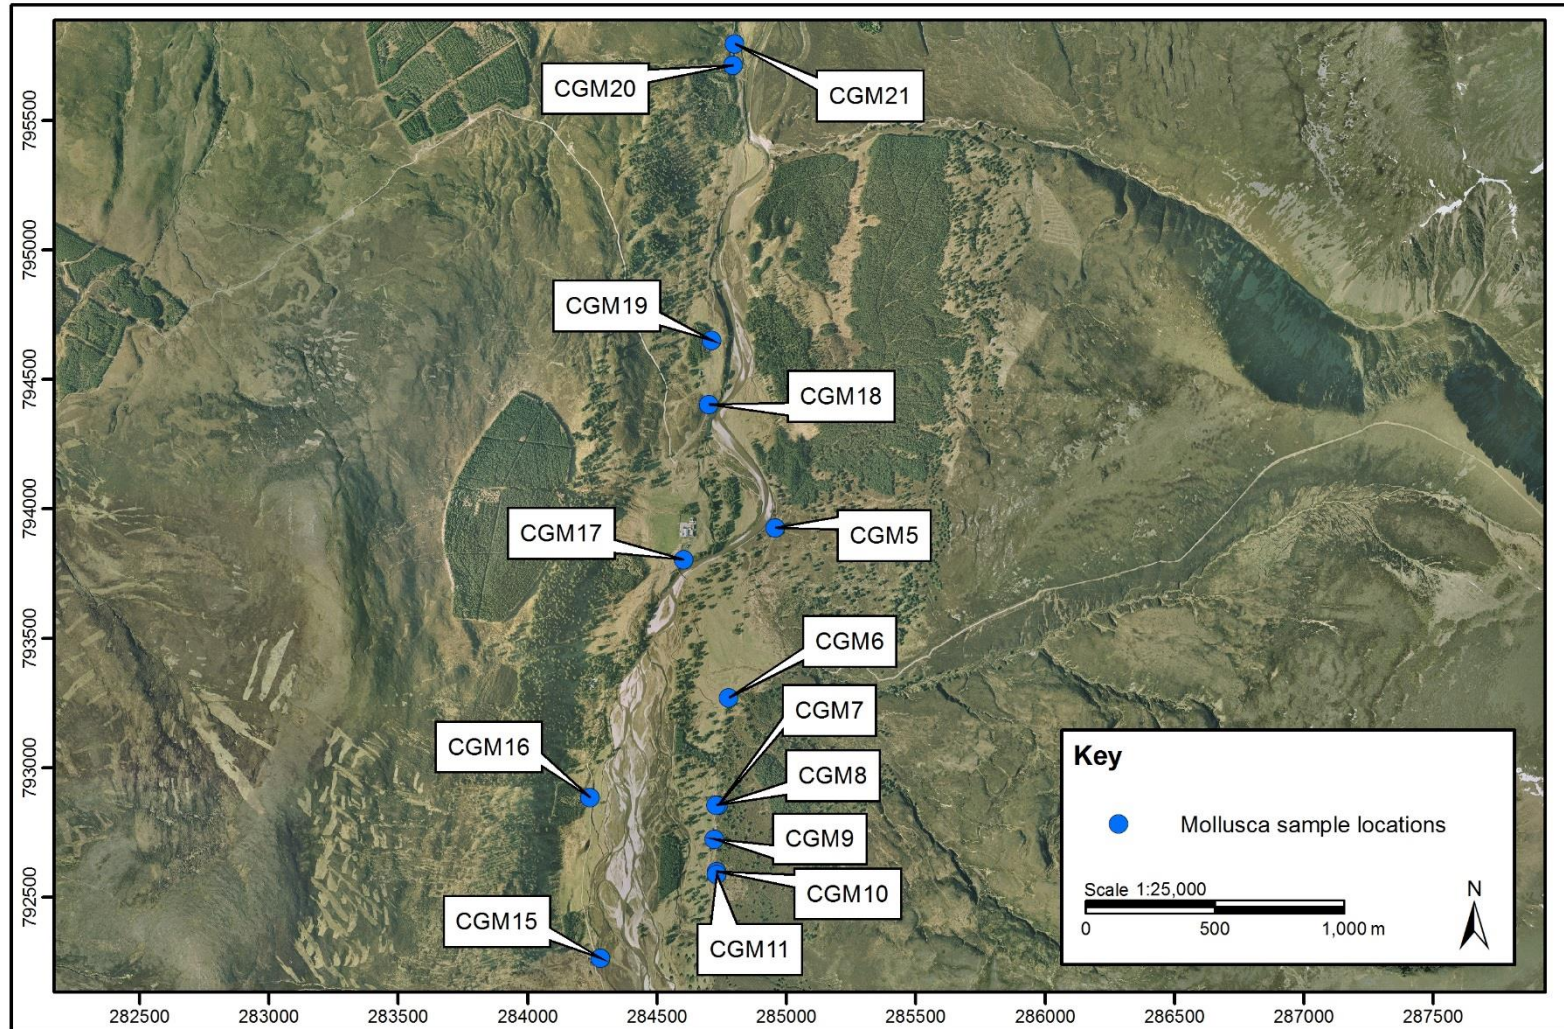 CGM20
CGM21
CGM19
CGM18
CGM17
CGM5
CGM6
CGM7
CGM16
CGM8
CGM9
CGM10
CGM15
CGM11
Key
Mollusca sample locations
Scale 1:25,000
0 500 1,000 m
N
795500
795000
794500
794000
793500
793000
792500
282500 283000 283500 284000 284500 285000 285500 286000 286500 287000 287500